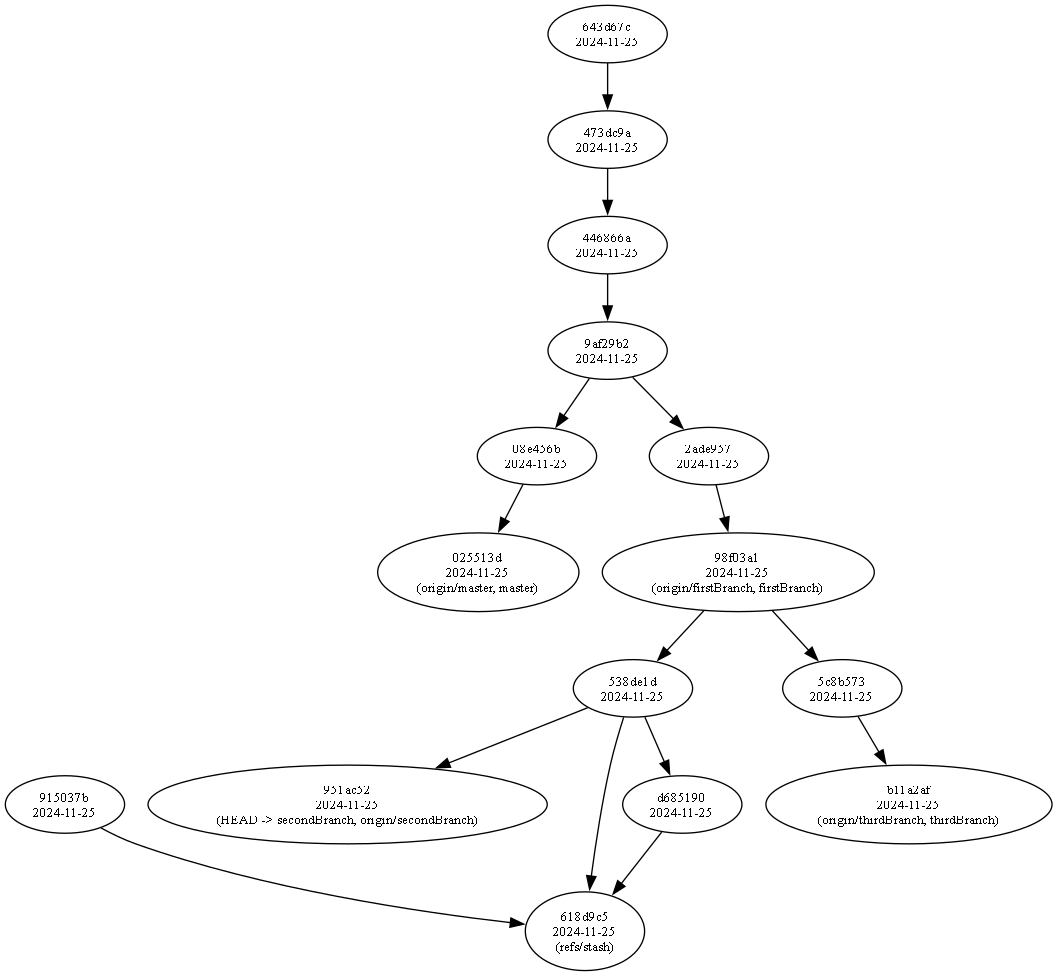 643d67c
2024-11-25
473dc9a
2024-11-25
446866a
2024-11-25
9af29b2
2024-11-25
2024-11-25
2024-11-25
025513d
2024-11-25
(origin/master, master)
98f03a1
2024-11-25
(origin/firstBranch, firstBranch)
538de1d
2024-11-25
5c8b573
2024-11-25
915037b
2024-11-25
2024-11-25
(HEAD -> secondBranch, origin/secondBranch)
d685190
2024-11-25
b11a2af
2024-11-25
(origin/thirdBranch, thirdBranch)
618d9c5
2024-11-25
(refs/stash)